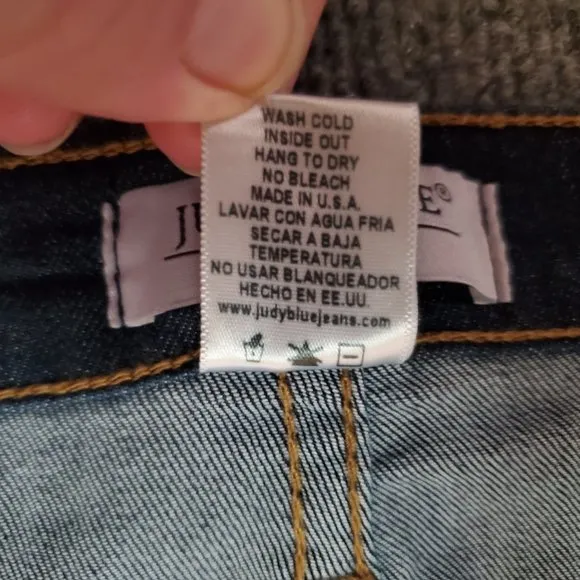 WASH COLD
INSIDE OUT
HANG TO DRY
NO BLEACH
MADE IN U.S.A.
LAVAR CON AGUA FRIA
SECAR A BAJA
TEMPERATURA
NO USAR BLANQUEADOR
HECHO EN EE.UU.
www.judybluejeans.com